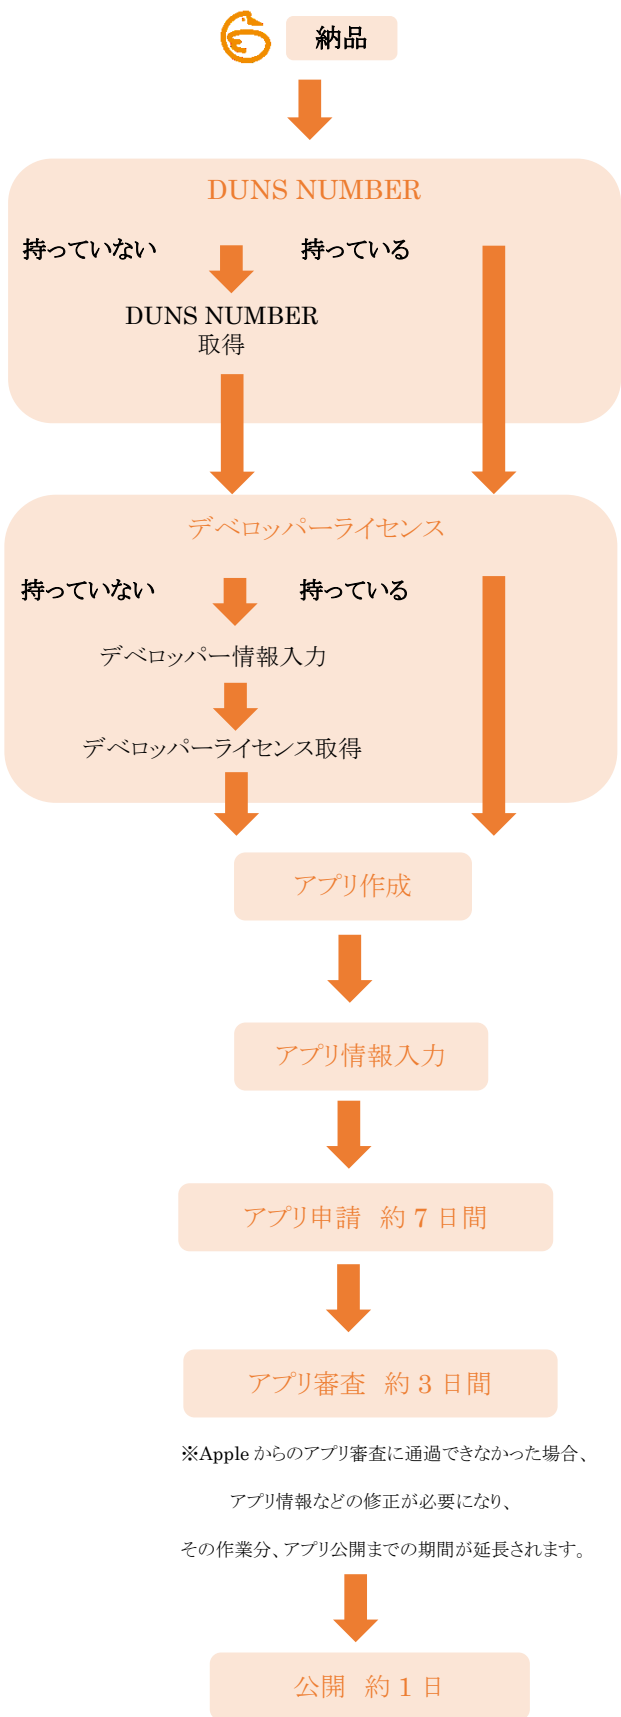 納品
DUNS NUMBER
持っていない 持っている
DUNS NUMBER
取得
デベロッパーライセンス
持っていない 持っている
デベロッパー情報入力
デベロッパーライセンス取得
アプリ作成
アプリ情報入力
アプリ申請 約 7 日間
アプリ審査 約 3 日間
※Apple からのアプリ審査に通過できなかった場合、
アプリ情報などの修正が必要になり、
その作業分、アプリ公開までの期間が延長されます。
公開 約 1 日